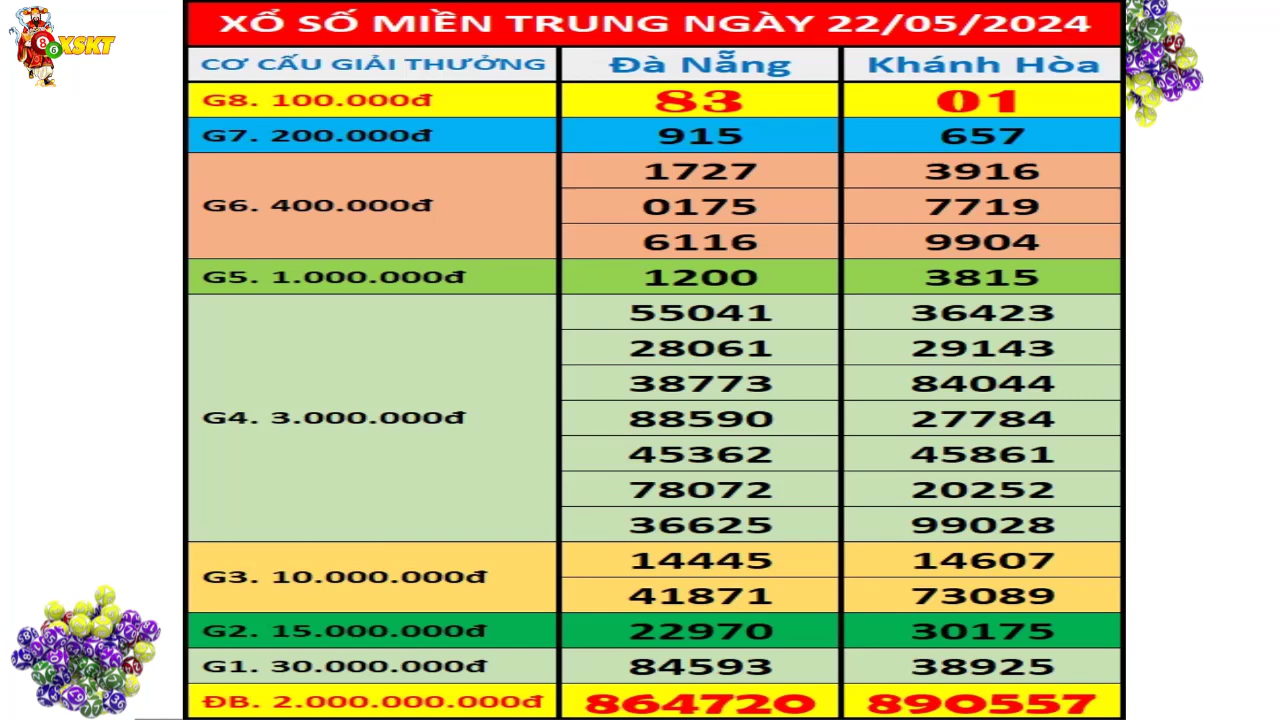 XSKT
XỔ SỐ MIỀN TRUNG NGÀY 22/05/2024
CƠ CẤU GIẢI THƯỞNG Đà Nẵng Khánh Hòa
G8. 100.000đ 83 01
G7. 200.000đ 915 657
G6. 400.000đ
1727 3916
0175 7719
6116 9904
G5. 1.000.000đ 1200 3815
G4. 3.000.000đ
55041 36423
28061 29143
38773 84044
88590 27784
45362 45861
78072 20252
36625 99028
G3. 10.000.000đ
14445 14607
41871 73089
G2. 15.000.000đ 22970 30175
G1. 30.000.000đ 84593 38925
ĐB. 2.000.000.000đ 864720 890557